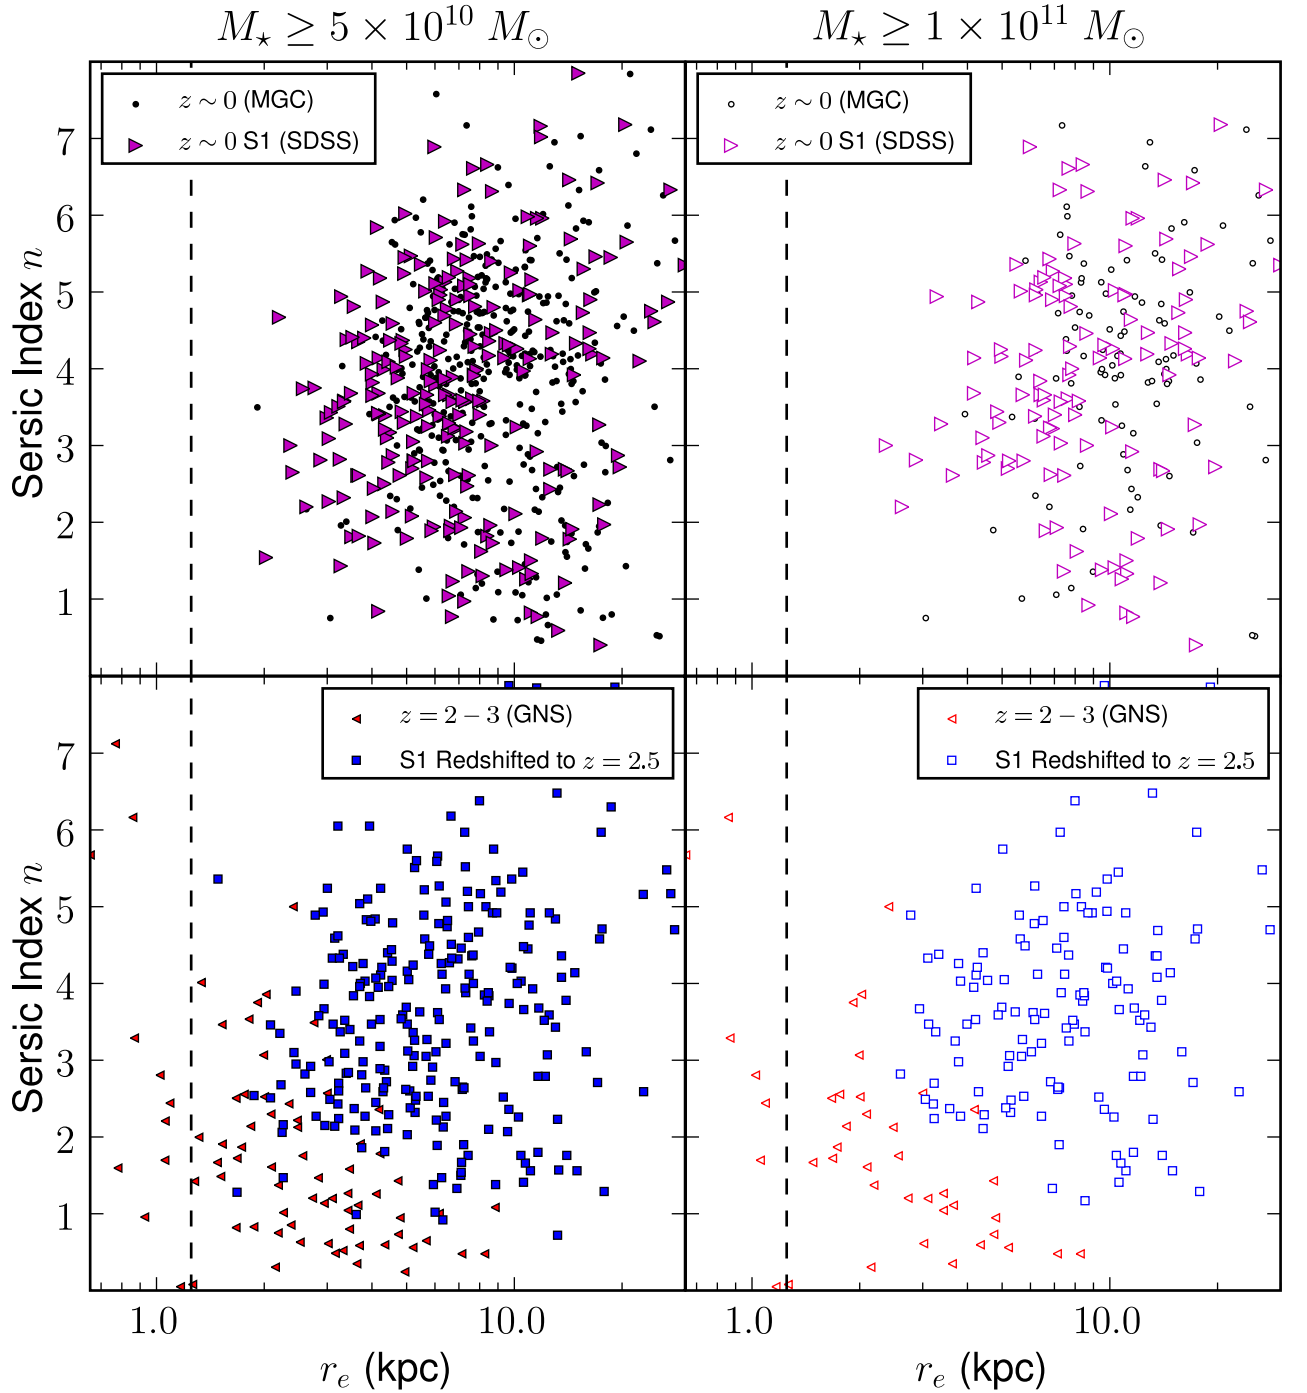 M⋆ ≥ 5 × 10¹⁰ M⊙
M⋆ ≥ 1 × 10¹¹ M⊙
z ∼ 0 (MGC)
z ∼ 0 S1 (SDSS)
z ∼ 0 (MGC)
z ∼ 0 S1 (SDSS)
7
6
5
4
3
2
1
Sersic Index n
z = 2 − 3 (GNS)
S1 Redshifted to z = 2.5
z = 2 − 3 (GNS)
S1 Redshifted to z = 2.5
7
6
5
4
3
2
1
Sersic Index n
1.0
10.0
1.0
10.0
rₑ (kpc)
rₑ (kpc)